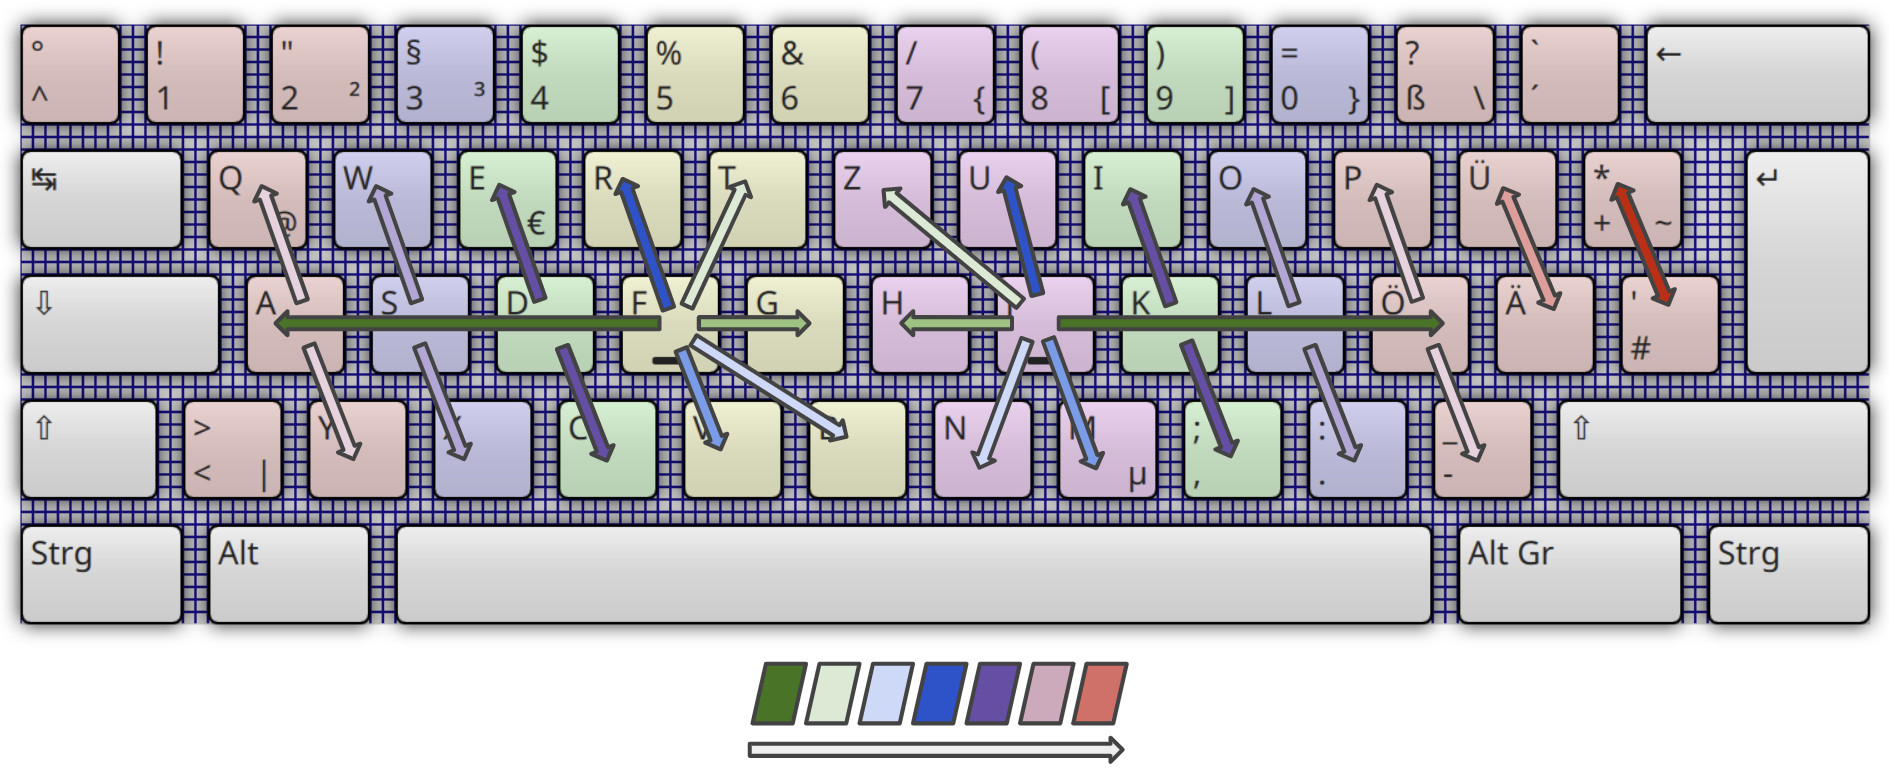 ° ! " § $ % & / ( ) = ? ` ←
^ 1 2 ² 3 ³ 4 5 6 7 { 8 [ 9 ] 0 } ß \ ´
↹ Q W E R T Z U I O P Ü * ↵
@ € + ~
⇩ A S D F G H K L Ö Ä '
#
⇧ > Y X C V B N M ; : _ ⇧
< | µ , . -
Strg Alt Alt Gr Strg